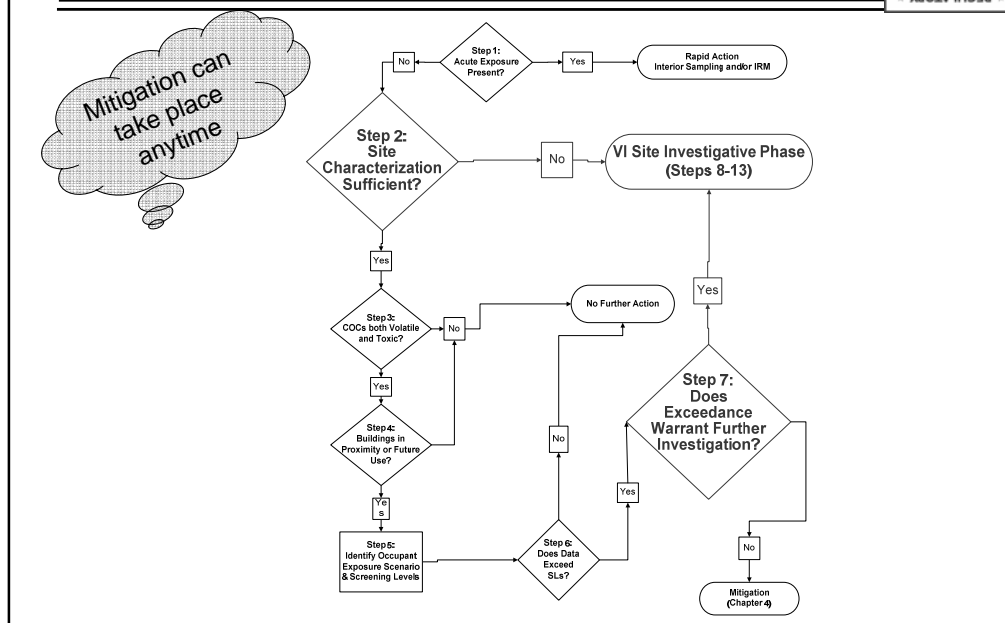 Mitigation can
take place
anytime
Step 1:
Acute Exposure
Present?
No
Yes
Rapid Action
Interior Sampling and/or IRM
Step 2:
Site
Characterization
Sufficient?
No
VI Site Investigative Phase
(Steps 8-13)
Yes
Step 3:
COCs both Volatile
and Toxic?
No
No Further Action
Yes
Yes
Step 4:
Buildings in
Proximity or Future
Use?
Step 7:
Does
Exceedance
Warrant Further
Investigation?
No
Ye
s
Yes
Step 5:
Identify Occupant
Exposure Scenario
& Screening Levels
Step 6:
Does Data
Exceed
SLs?
No
Mitigation
(Chapter 4)